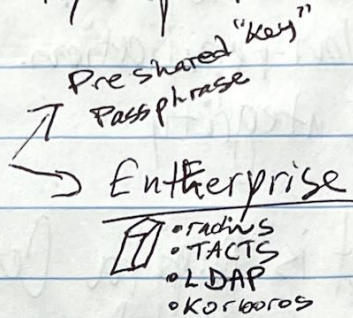 Preshared "Key"
Passphrase
Entherprise
• radius
• TACTS
• LDAP
• Korboros